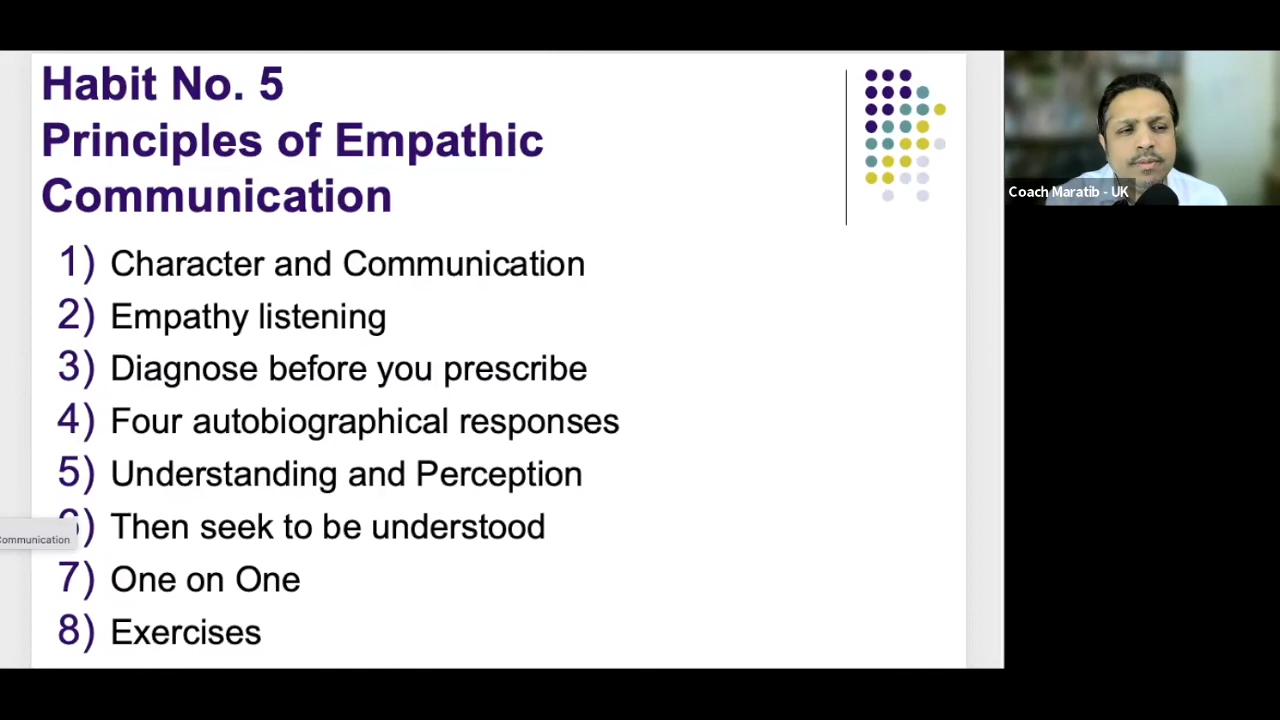 Habit No. 5
Principles of Empathic
Communication
1) Character and Communication
2) Empathy listening
3) Diagnose before you prescribe
4) Four autobiographical responses
5) Understanding and Perception
6) Then seek to be understood
7) One on One
8) Exercises
Communication
Coach Maratib - UK